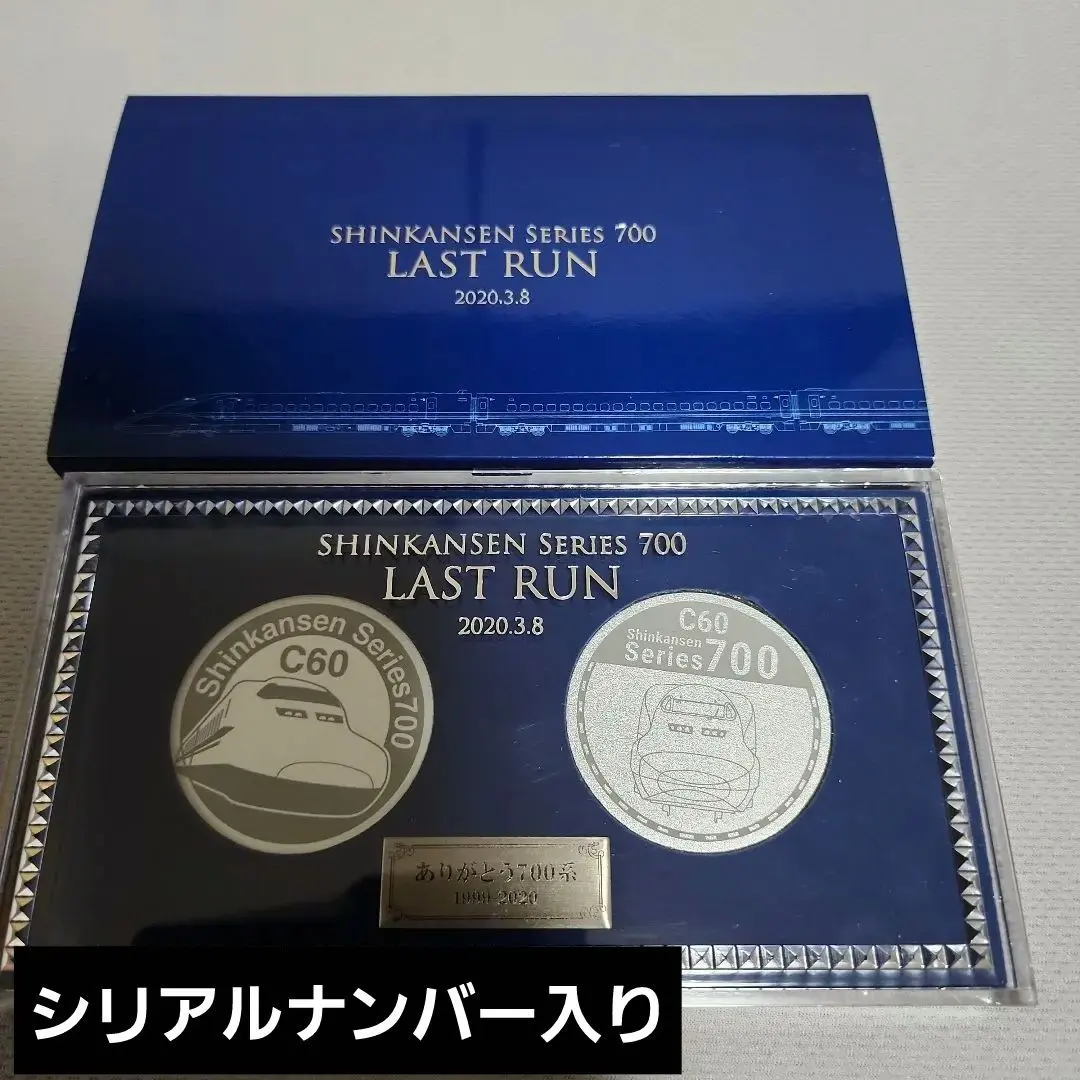 SHINKANSEN SERIES 700
LAST RUN
2020.3.8
SHINKANSEN SERIES 700
LAST RUN
2020.3.8
Shinkansen Series700
C60
C60
Shinkansen
Series700
ありがとう700系
1999-2020
シリアルナンバー入り